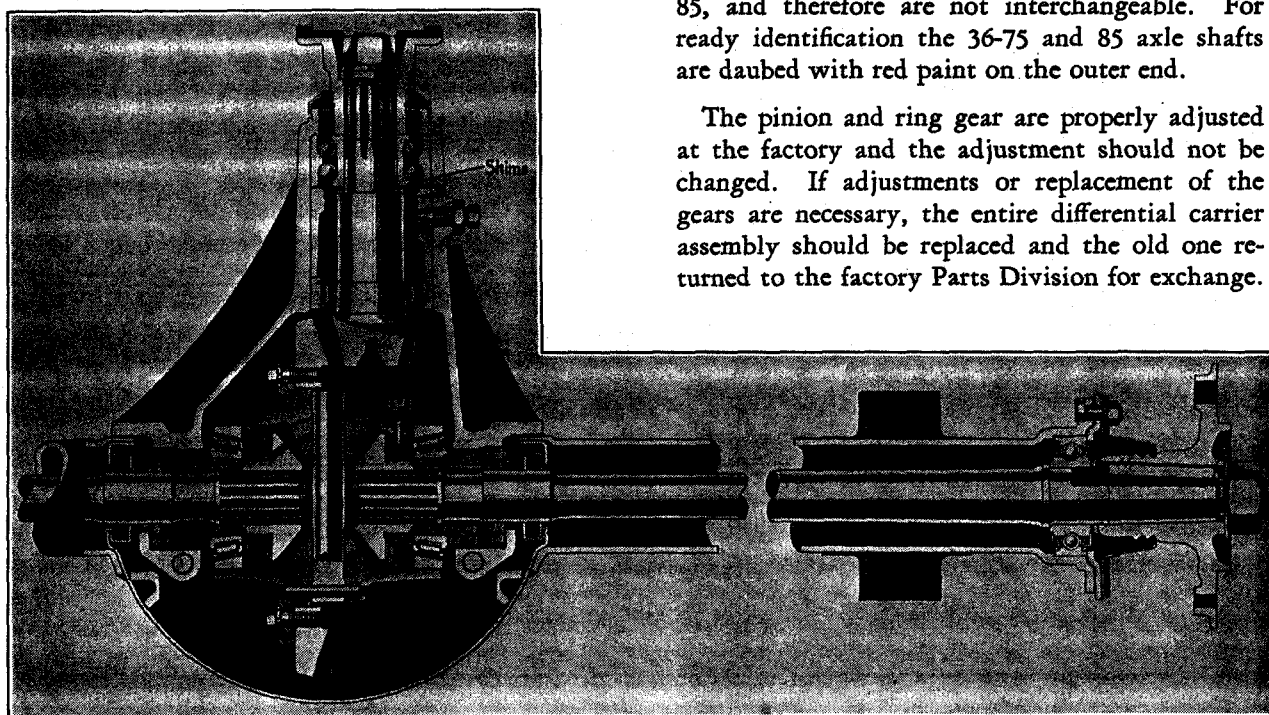 85, and therefore are not interchangeable. For
ready identification the 36-75 and 85 axle shafts
are daubed with red paint on the outer end.
The pinion and ring gear are properly adjusted
at the factory and the adjustment should not be
changed. If adjustments or replacement of the
gears are necessary, the entire differential carrier
assembly should be replaced and the old one re-
turned to the factory Parts Division for exchange.
Shims